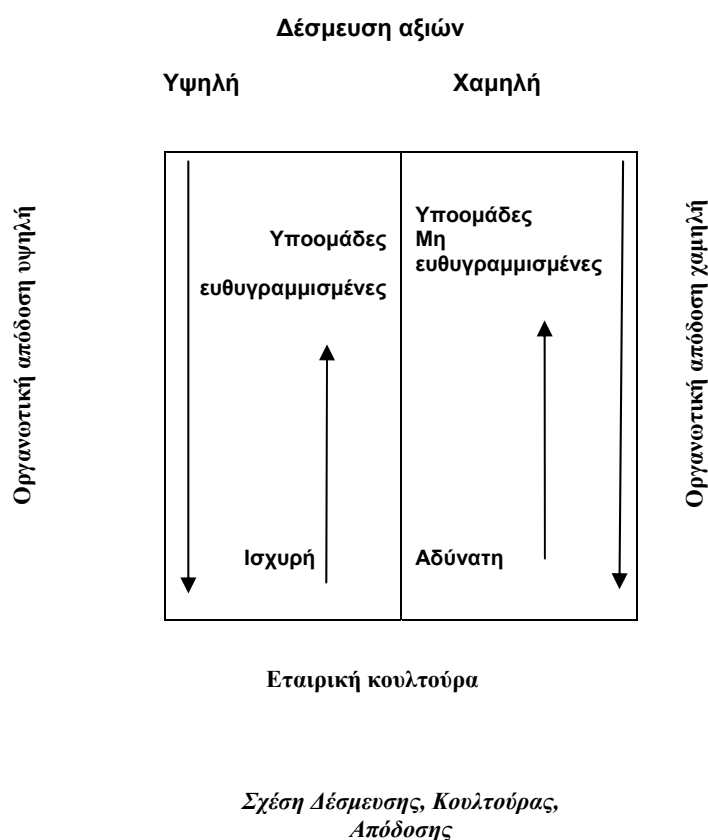 Δέσμευση αξιών
Υψηλή
Χαμηλή
Οργανωτική απόδοση υψηλή
Υποομάδες
ευθυγραμμισμένες
Υποομάδες
Μη
ευθυγραμμισμένες
Οργανωτική απόδοση χαμηλή
Ισχυρή
Αδύνατη
Εταιρική κουλτούρα
Σχέση Δέσμευσης, Κουλτούρας,
Απόδοσης